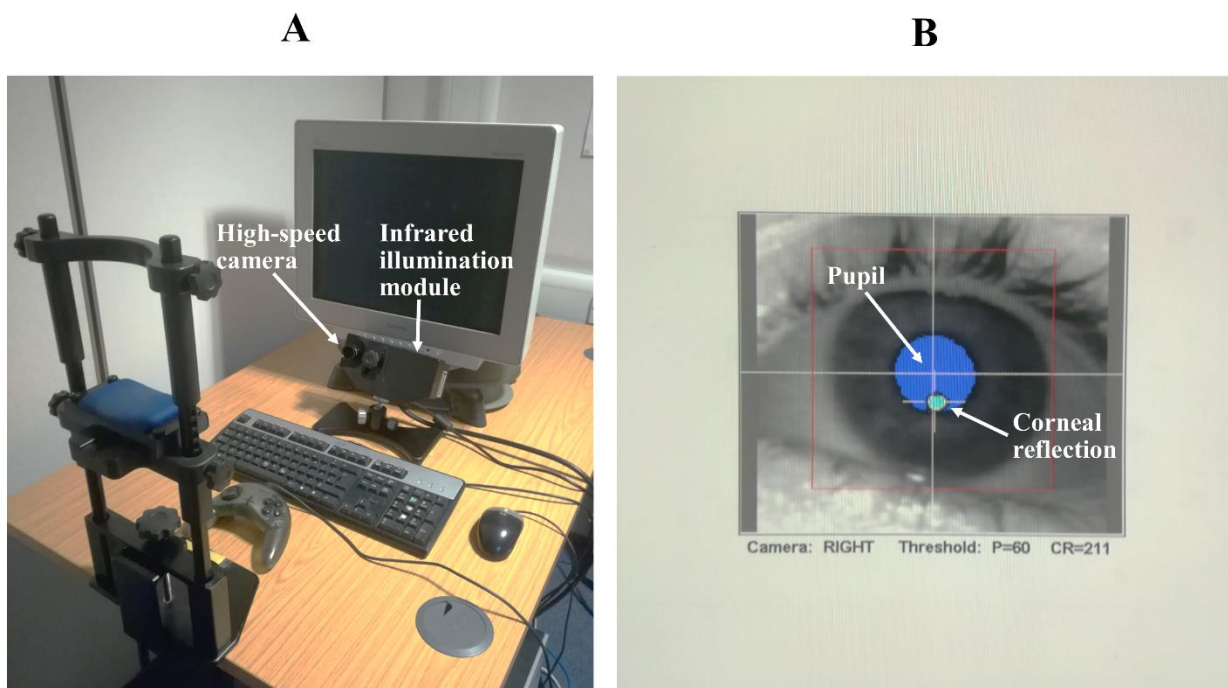 A
B
High-speed
camera
Infrared
illumination
module
Pupil
Corneal
reflection
Camera: RIGHT Threshold: P=60 CR=211